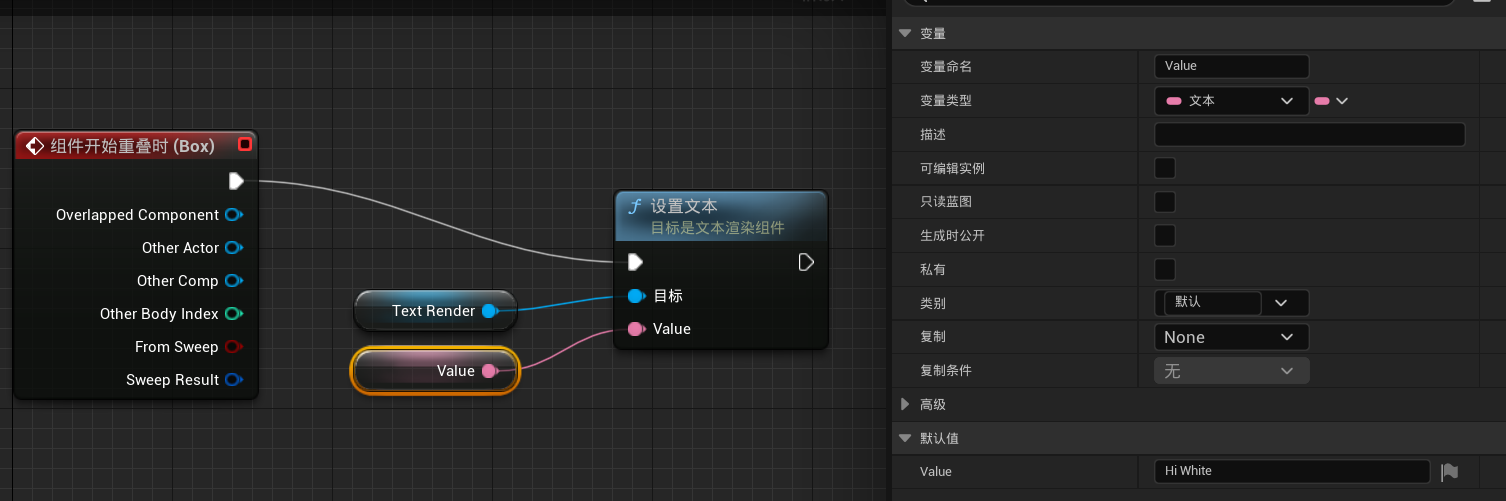 组件开始重叠时 (Box)
Overlapped Component
Other Actor
Other Comp
Other Body Index
From Sweep
Sweep Result
Text Render
Value
设置文本
目标是文本渲染组件
目标
Value
变量
变量命名 Value
变量类型 文本
描述
可编辑实例
只读蓝图
生成时公开
私有
类别 默认
复制 None
复制条件 无
高级
默认值
Value Hi White